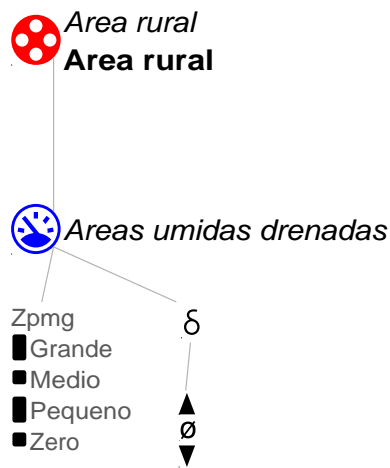 Area rural
Area rural
Areas umidas drenadas
Zpmg
Grande
Medio
Pequeno
Zero
δ
ø